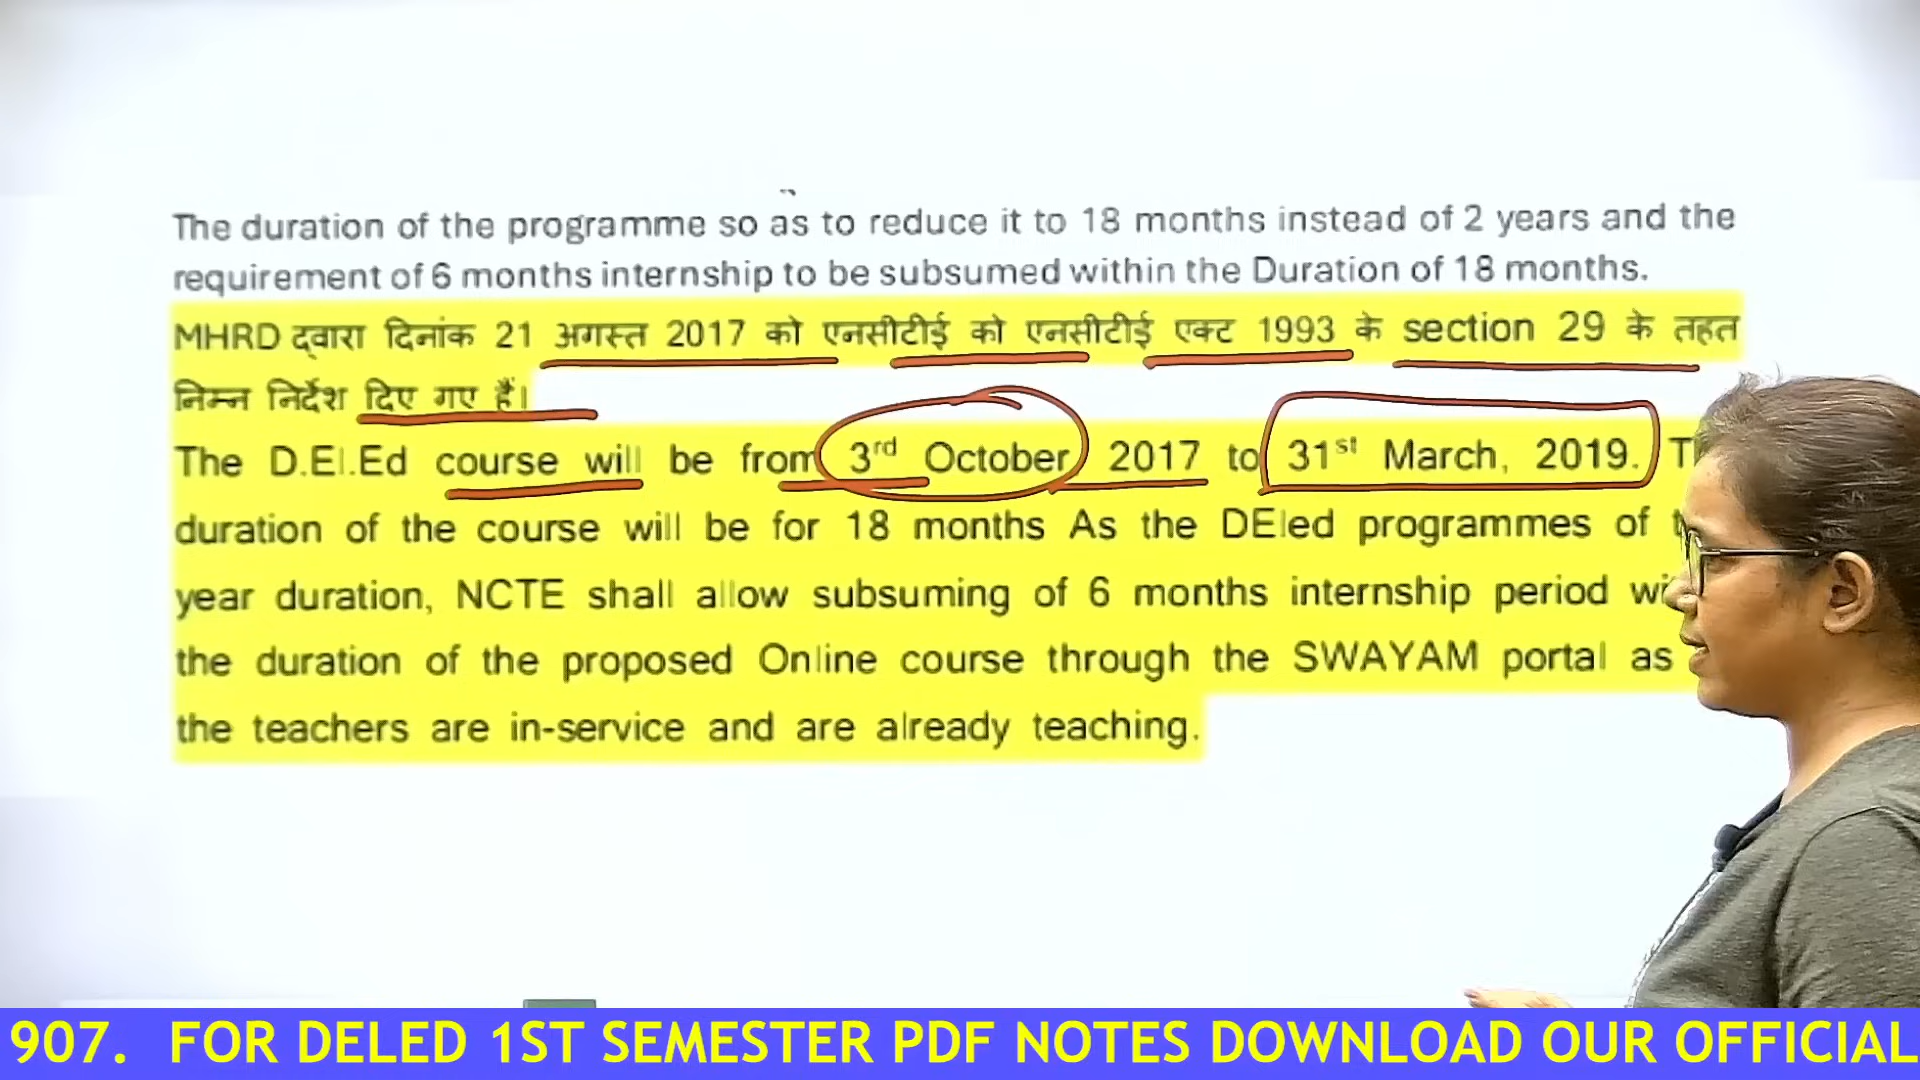 The duration of the programme so as to reduce it to 18 months instead of 2 years and the
requirement of 6 months internship to be subsumed within the Duration of 18 months.
MHRD द्वारा दिनांक 21 अगस्त 2017 को एनसीटीई को एनसीटीई एक्ट 1993 के section 29 के तहत
निम्न निर्देश दिए गए हैं।
The D.El.Ed course will be from 3rd October 2017 to 31st March, 2019.
duration of the course will be for 18 months As the DEled programmes of
year duration, NCTE shall allow subsuming of 6 months internship period
the duration of the proposed Online course through the SWAYAM portal as
the teachers are in-service and are already teaching.
907. FOR DELED 1ST SEMESTER PDF NOTES DOWNLOAD OUR OFFICIAL